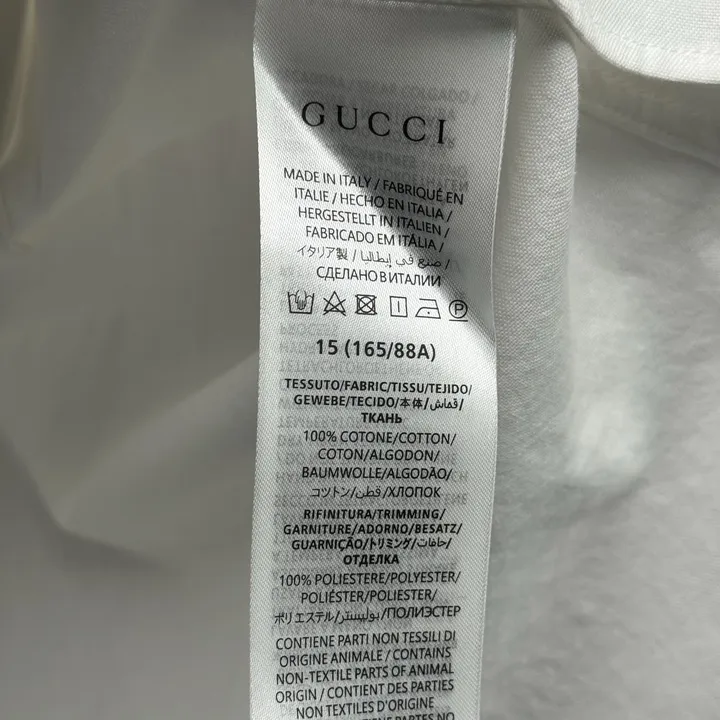 GUCCI
MADE IN ITALY / FABRIQUÉ EN
ITALIE / HECHO EN ITALIA /
HERGESTELLT IN ITALIEN /
FABRICADO EM ITÁLIA /
イタリア製 / صنع في إيطاليا /
СДЕЛАНО В ИТАЛИИ
15 (165/88A)
TESSUTO/FABRIC/TISSU/TEJIDO/
GEWEBE/TECIDO/本体/قماش/
ТКАНЬ
100% COTONE/COTTON/
COTON/ALGODON/
BAUMWOLLE/ALGODÃO/
コットン/قطن/ХЛОПОК
RIFINITURA/TRIMMING/
GARNITURE/ADORNO/BESATZ/
GUARNIÇÃO/トリミング/حافات/
ОТДЕЛКА
100% POLIESTERE/POLYESTER/
POLIÉSTER/POLIESTER/
ポリエステル/بوليستر/ПОЛИЭСТЕР
CONTIENE PARTI NON TESSILI DI
ORIGINE ANIMALE / CONTAINS
NON-TEXTILE PARTS OF ANIMAL
ORIGIN / CONTIENT DES PARTIES
NON TEXTILES D'ORIGINE